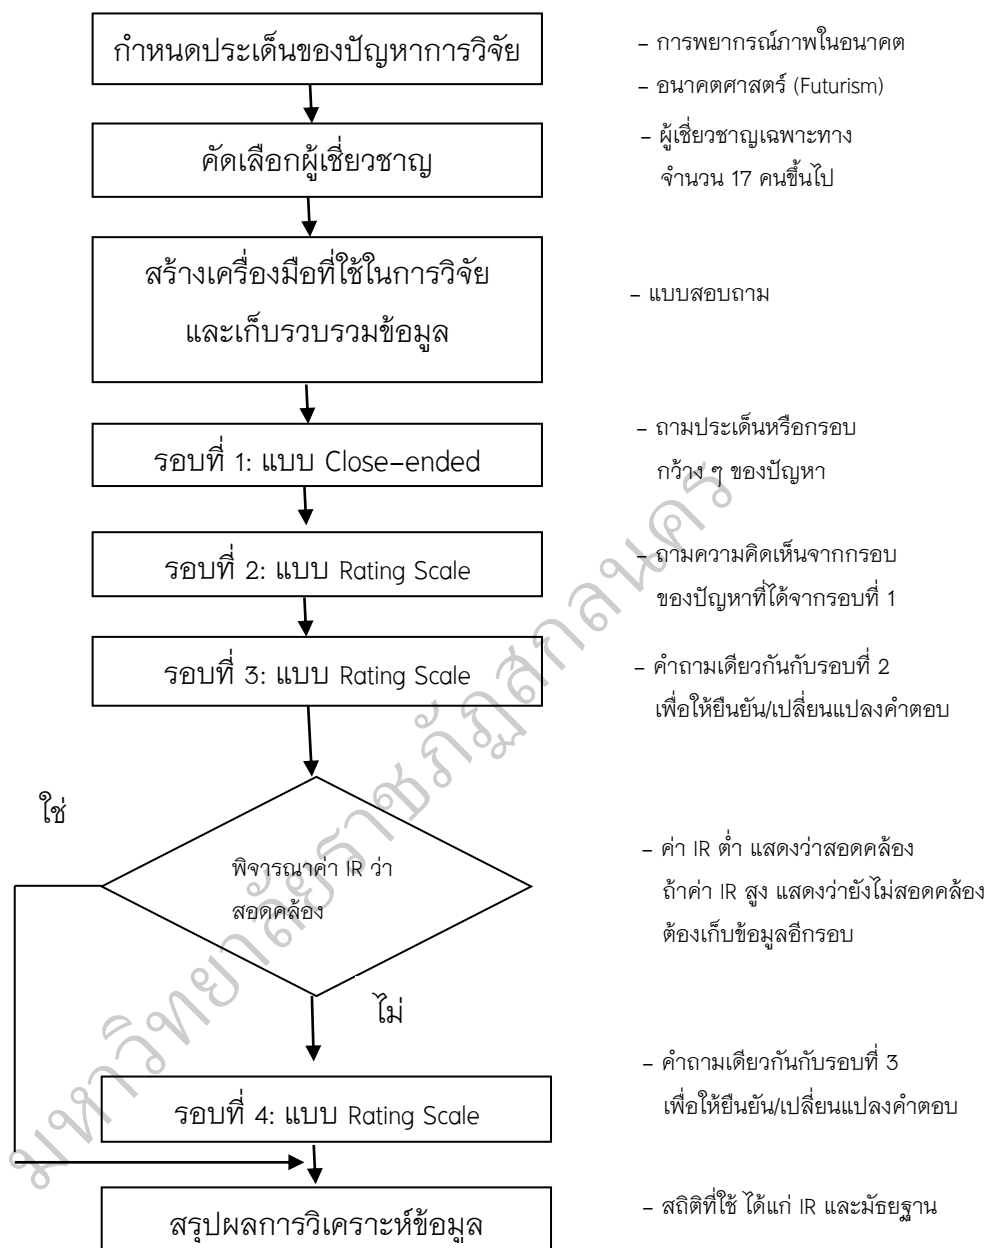 กำหนดประเด็นของปัญหาการวิจัย
– การพยากรณ์ภาพในอนาคต
– อนาคตศาสตร์ (Futurism)
คัดเลือกผู้เชี่ยวชาญ
– ผู้เชี่ยวชาญเฉพาะทาง
จำนวน 17 คนขึ้นไป
สร้างเครื่องมือที่ใช้ในการวิจัย
และเก็บรวบรวมข้อมูล
– แบบสอบถาม
รอบที่ 1: แบบ Close–ended
– ถามประเด็นหรือกรอบ
กว้าง ๆ ของปัญหา
รอบที่ 2: แบบ Rating Scale
– ถามความคิดเห็นจากกรอบ
ของปัญหาที่ได้จากรอบที่ 1
รอบที่ 3: แบบ Rating Scale
– คำถามเดียวกันกับรอบที่ 2
เพื่อให้ยืนยัน/เปลี่ยนแปลงคำตอบ
ใช่
พิจารณาค่า IR ว่า
สอดคล้อง
– ค่า IR ต่ำ แสดงว่าสอดคล้อง
ถ้าค่า IR สูง แสดงว่ายังไม่สอดคล้อง
ต้องเก็บข้อมูลอีกรอบ
ไม่
รอบที่ 4: แบบ Rating Scale
– คำถามเดียวกันกับรอบที่ 3
เพื่อให้ยืนยัน/เปลี่ยนแปลงคำตอบ
สรุปผลการวิเคราะห์ข้อมูล
– สถิติที่ใช้ ได้แก่ IR และมัธยฐาน
มหาวิทยาลัยราชภัฏสกลนคร